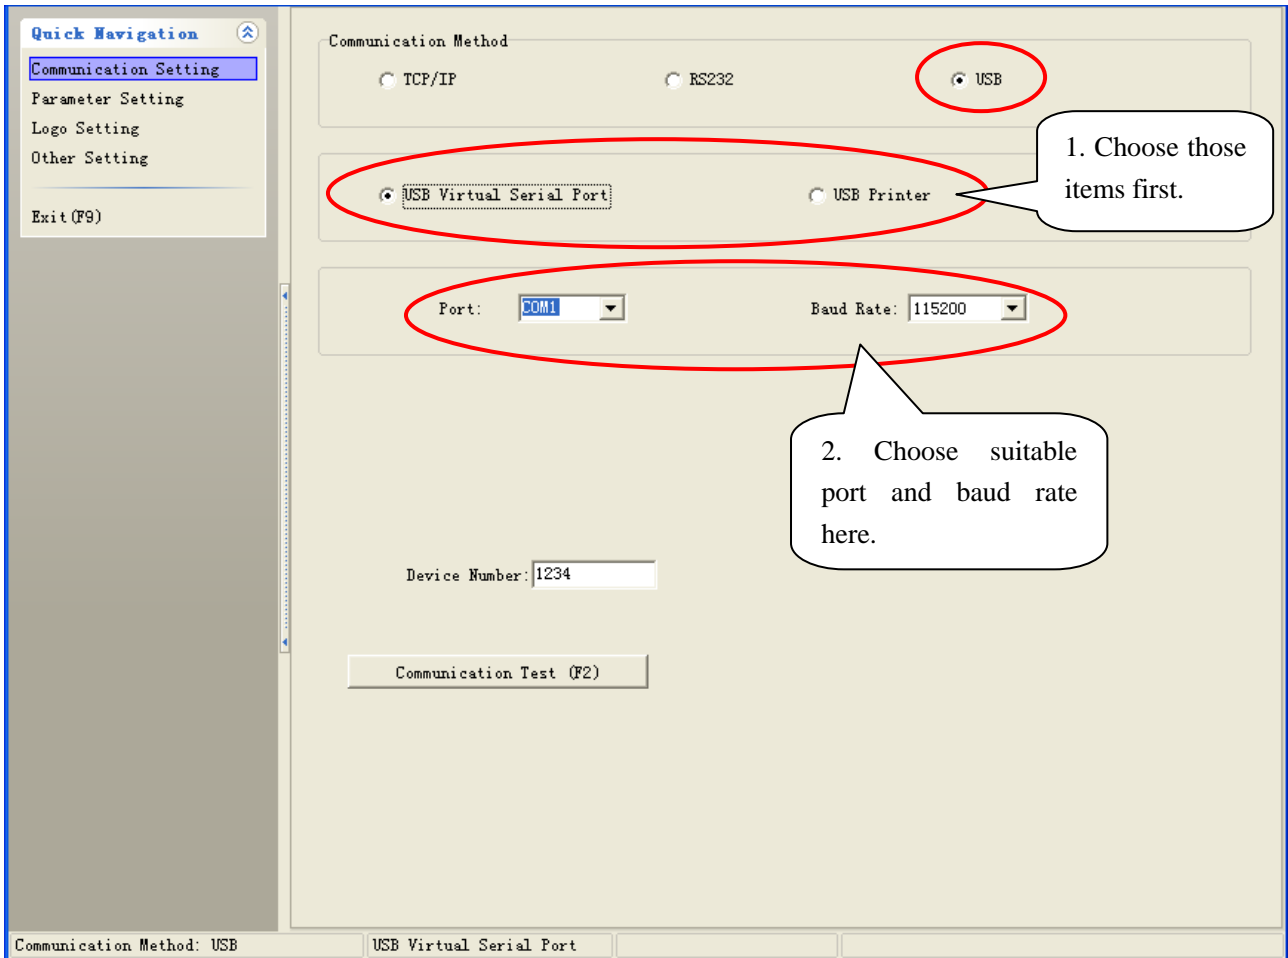 Quick Navigation
Communication Setting
Parameter Setting
Logo Setting
Other Setting
Exit(F9)
Communication Method
TCP/IP RS232 USB
USB Virtual Serial Port USB Printer
1. Choose those
items first.
Port: COM1 Baud Rate: 115200
2. Choose suitable
port and baud rate
here.
Device Number: 1234
Communication Test (F2)
Communication Method: USB USB Virtual Serial Port